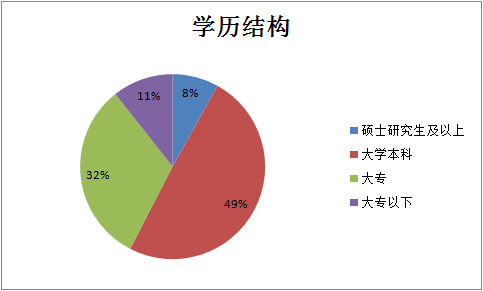 学历结构
8%
11%
32%
49%
硕士研究生及以上
大学本科
大专
大专以下